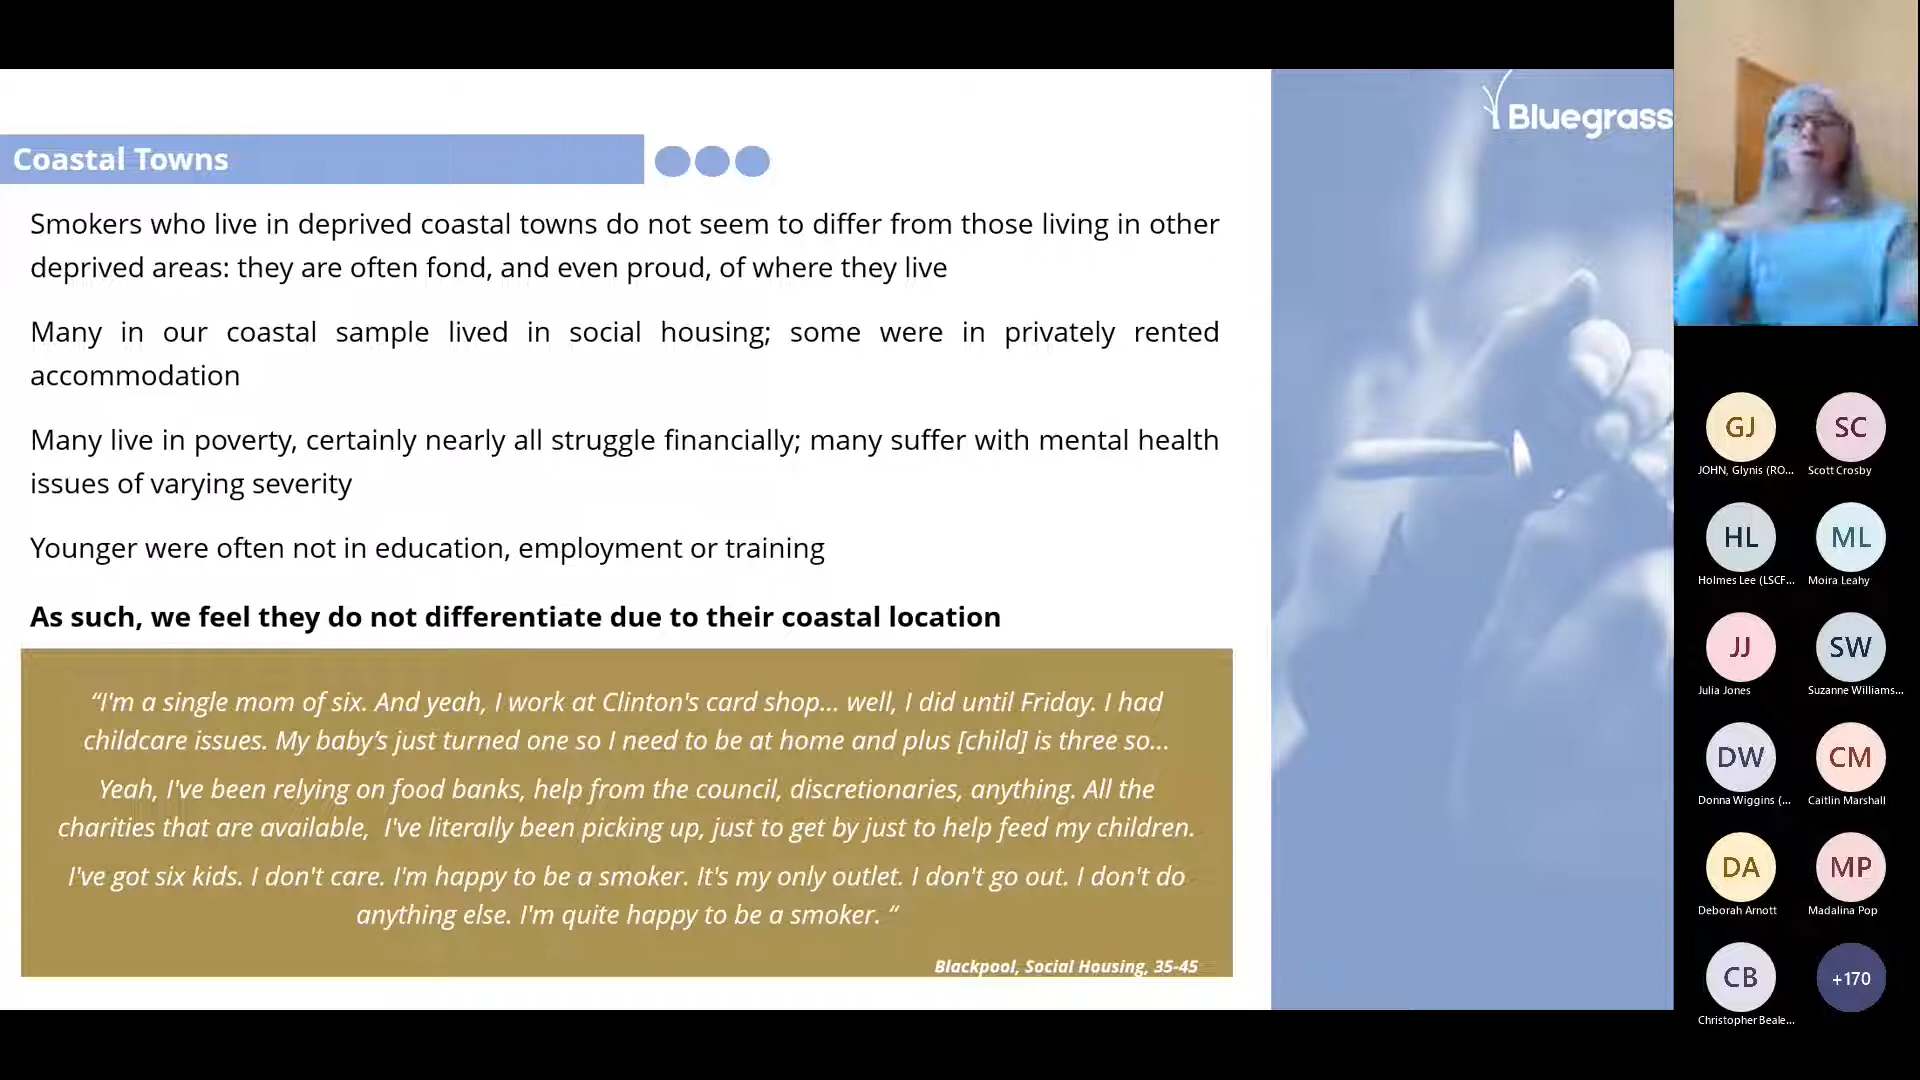 Bluegrass
Coastal Towns
Smokers who live in deprived coastal towns do not seem to differ from those living in other
deprived areas: they are often fond, and even proud, of where they live
Many in our coastal sample lived in social housing; some were in privately rented
accommodation
Many live in poverty, certainly nearly all struggle financially; many suffer with mental health
issues of varying severity
Younger were often not in education, employment or training
As such, we feel they do not differentiate due to their coastal location
“I'm a single mom of six. And yeah, I work at Clinton's card shop... well, I did until Friday. I had
childcare issues. My baby’s just turned one so I need to be at home and plus [child] is three so...
Yeah, I've been relying on food banks, help from the council, discretionaries, anything. All the
charities that are available,  I've literally been picking up, just to get by just to help feed my children.
I've got six kids. I don't care. I'm happy to be a smoker. It's my only outlet. I don't go out. I don't do
anything else. I'm quite happy to be a smoker. “
Blackpool, Social Housing, 35-45
GJ
JOHN, Glynis (RO...
SC
Scott Crosby
HL
Holmes Lee (LSCF...
ML
Moira Leahy
JJ
Julia Jones
SW
Suzanne Williams...
DW
Donna Wiggins (...
CM
Caitlin Marshall
DA
Deborah Arnott
MP
Madalina Pop
CB
Christopher Beale...
+170